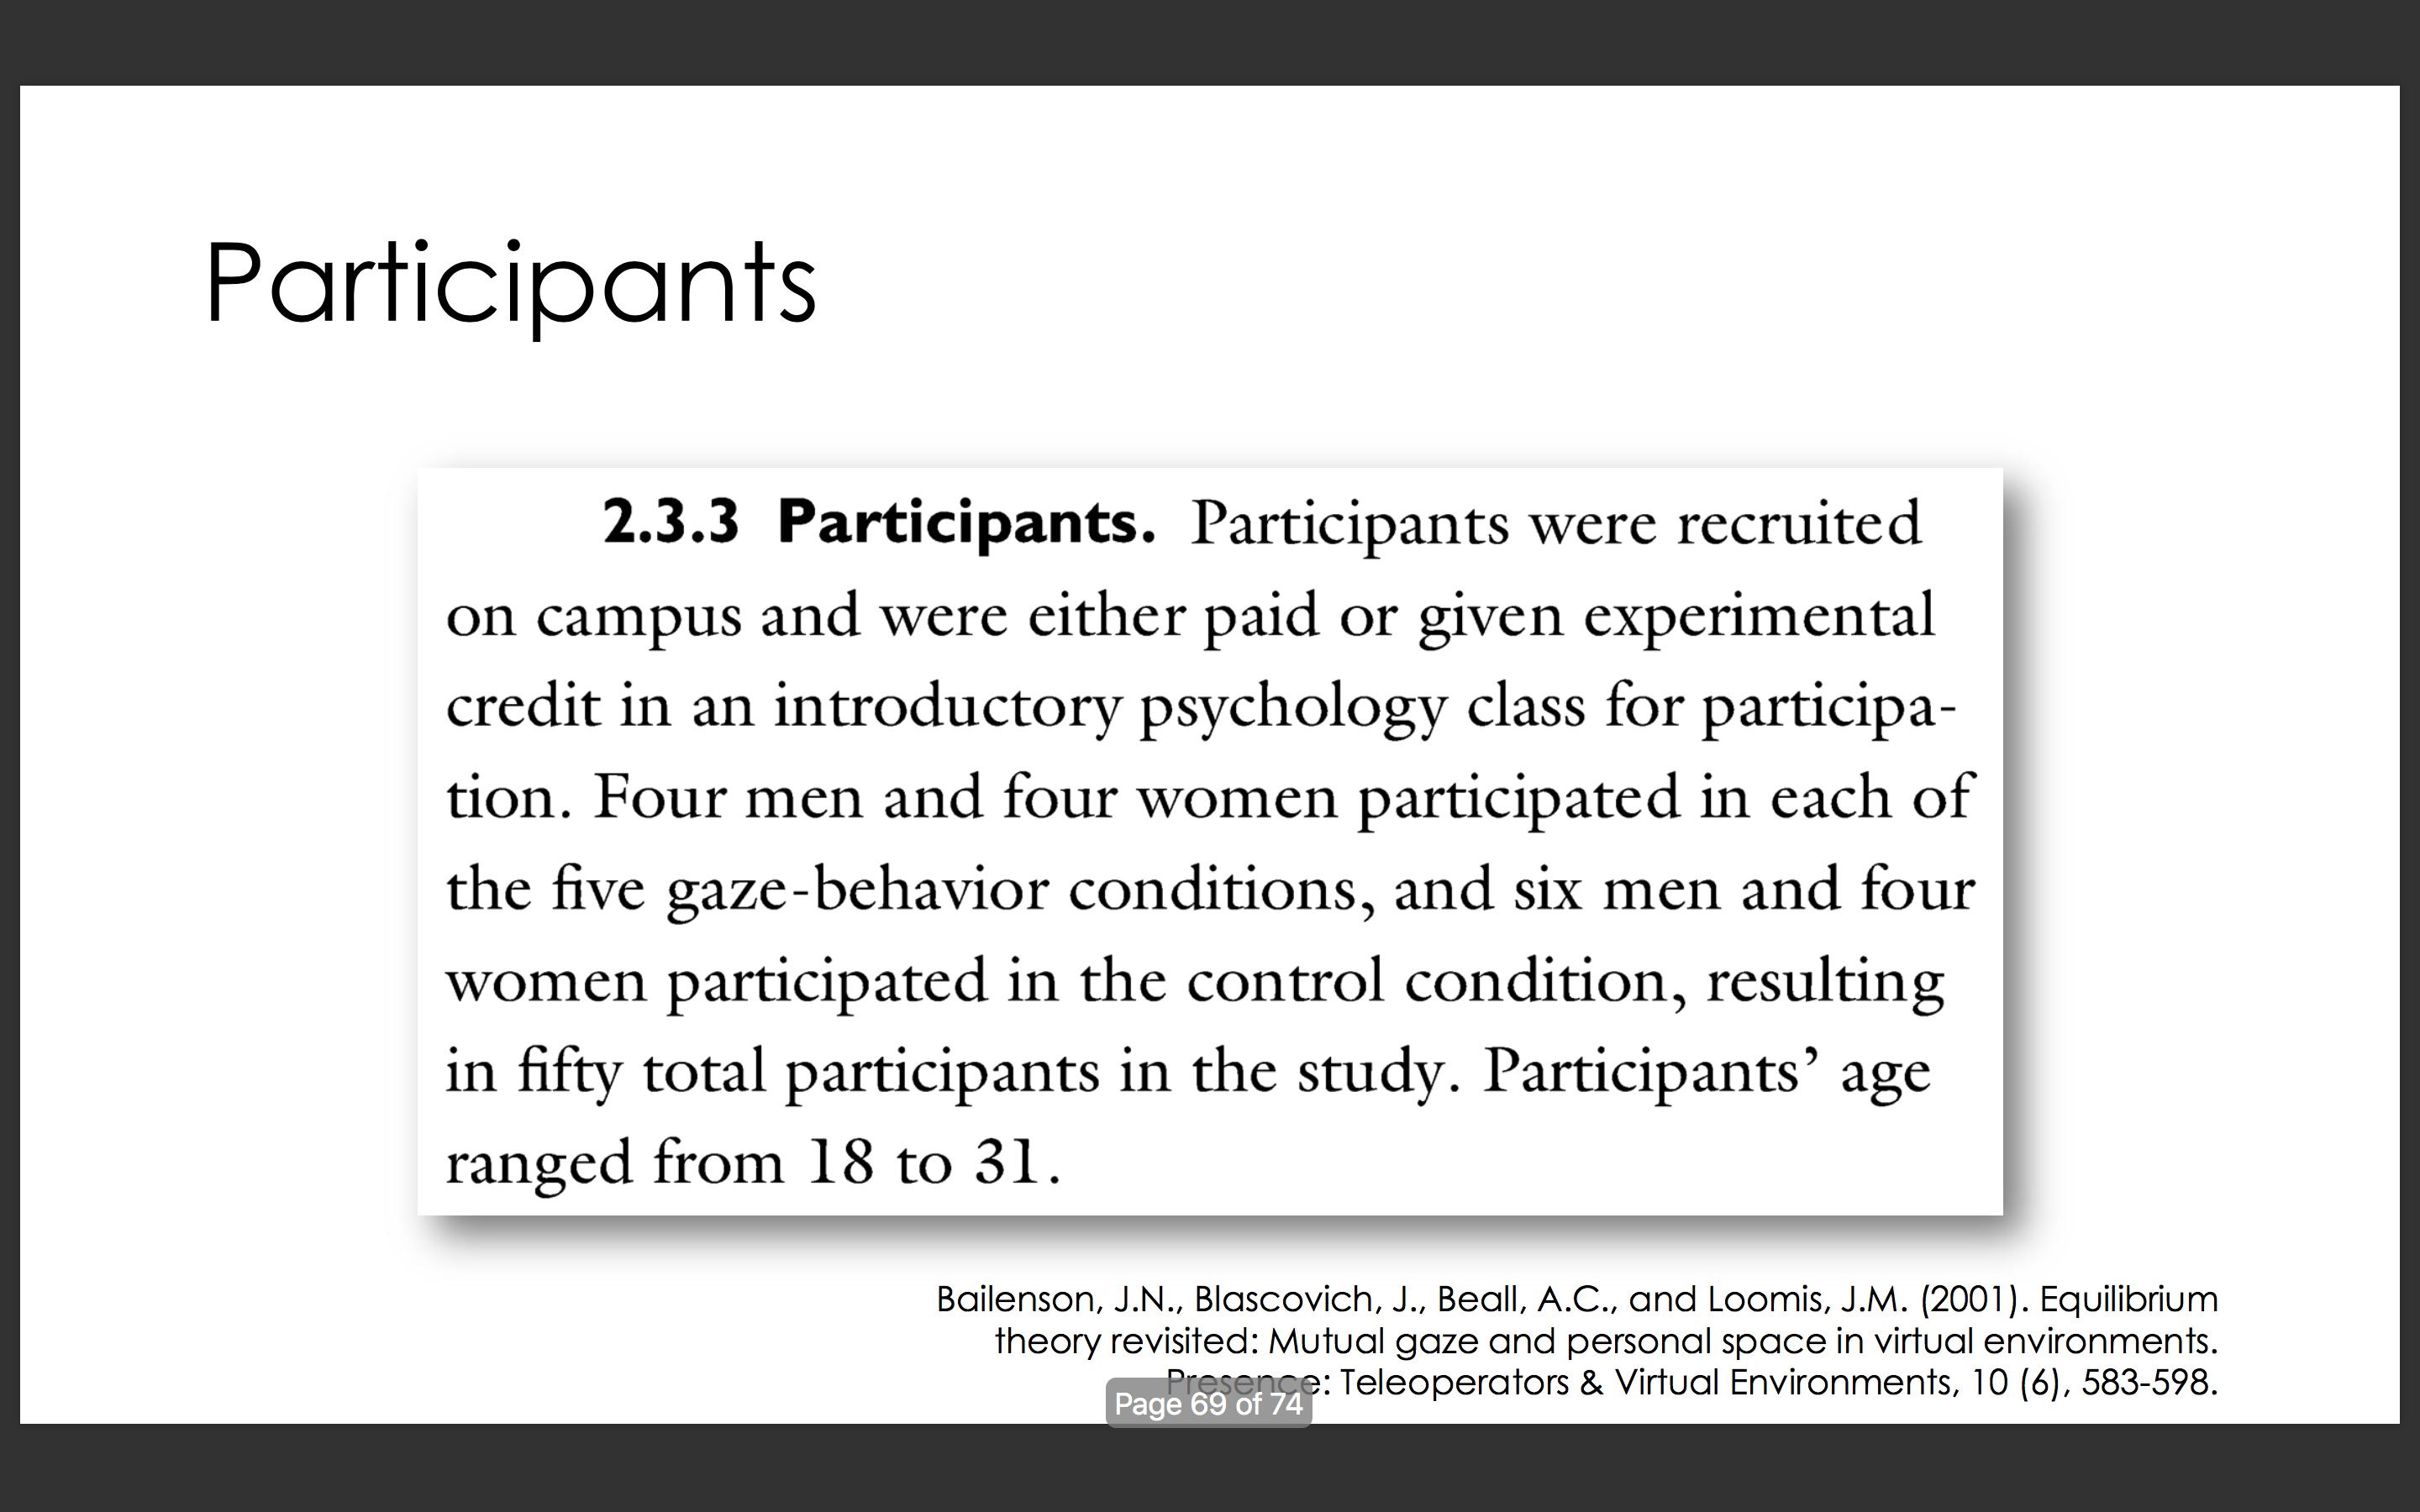 Participants
2.3.3 Participants. Participants were recruited
on campus and were either paid or given experimental
credit in an introductory psychology class for participa-
tion. Four men and four women participated in each of
the five gaze-behavior conditions, and six men and four
women participated in the control condition, resulting
in fifty total participants in the study. Participants’ age
ranged from 18 to 31.
Bailenson, J.N., Blascovich, J., Beall, A.C., and Loomis, J.M. (2001). Equilibrium
theory revisited: Mutual gaze and personal space in virtual environments.
Presence: Teleoperators & Virtual Environments, 10 (6), 583-598.
Page 69 of 74